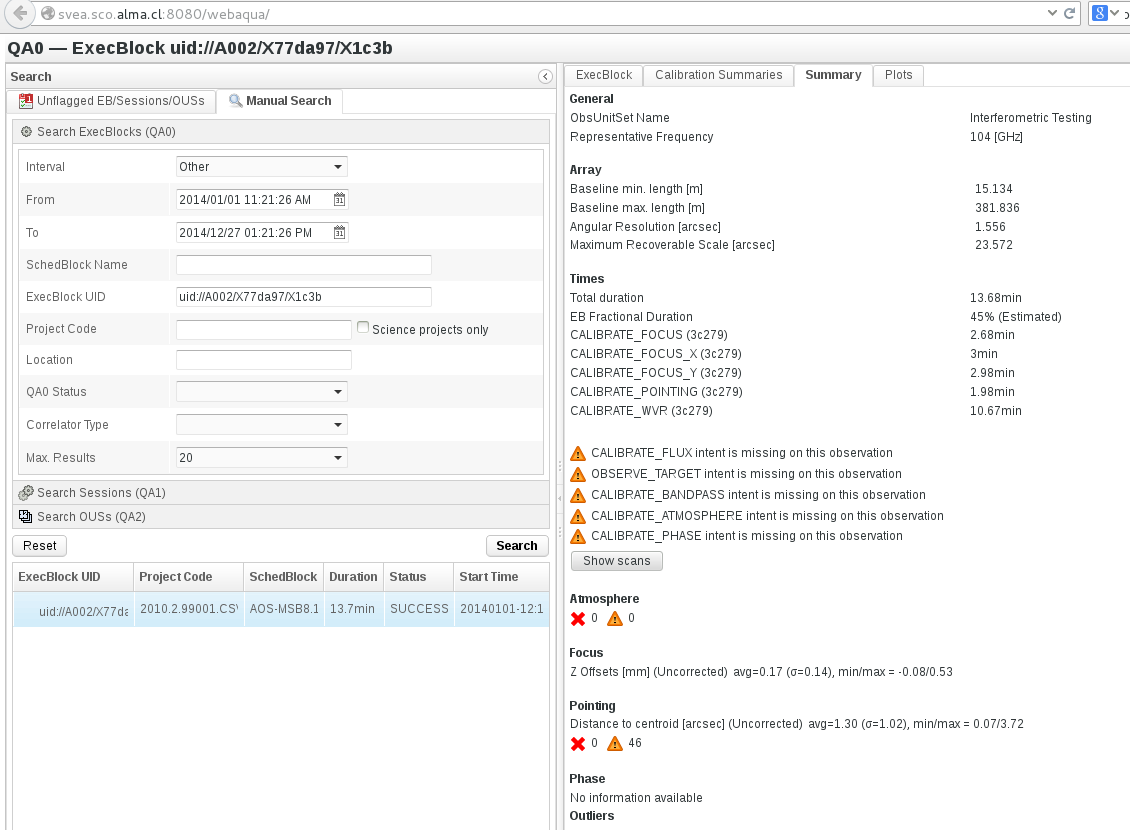 svea.sco.alma.cl:8080/webaqua/
QA0 — ExecBlock uid://A002/X77da97/X1c3b
Search
Unflagged EB/Sessions/OUSs
Manual Search
Search ExecBlocks (QA0)
Interval Other
From 2014/01/01 11:21:26 AM
To 2014/12/27 01:21:26 PM
SchedBlock Name
ExecBlock UID uid://A002/X77da97/X1c3b
Project Code Science projects only
Location
QA0 Status
Correlator Type
Max. Results 20
Search Sessions (QA1)
Search OUSs (QA2)
Reset Search
ExecBlock UID Project Code SchedBlock Duration Status Start Time
uid://A002/X77da 2010.2.99001.CSV AOS-MSB8.1 13.7min SUCCESS 20140101-12:1
ExecBlock Calibration Summaries Summary Plots
General
ObsUnitSet Name Interferometric Testing
Representative Frequency 104 [GHz]
Array
Baseline min. length [m] 15.134
Baseline max. length [m] 381.836
Angular Resolution [arcsec] 1.556
Maximum Recoverable Scale [arcsec] 23.572
Times
Total duration 13.68min
EB Fractional Duration 45% (Estimated)
CALIBRATE_FOCUS (3c279) 2.68min
CALIBRATE_FOCUS_X (3c279) 3min
CALIBRATE_FOCUS_Y (3c279) 2.98min
CALIBRATE_POINTING (3c279) 1.98min
CALIBRATE_WVR (3c279) 10.67min
CALIBRATE_FLUX intent is missing on this observation
OBSERVE_TARGET intent is missing on this observation
CALIBRATE_BANDPASS intent is missing on this observation
CALIBRATE_ATMOSPHERE intent is missing on this observation
CALIBRATE_PHASE intent is missing on this observation
Show scans
Atmosphere
0 0
Focus
Z Offsets [mm] (Uncorrected) avg=0.17 (σ=0.14), min/max = -0.08/0.53
Pointing
Distance to centroid [arcsec] (Uncorrected) avg=1.30 (σ=1.02), min/max = 0.07/3.72
0 46
Phase
No information available
Outliers